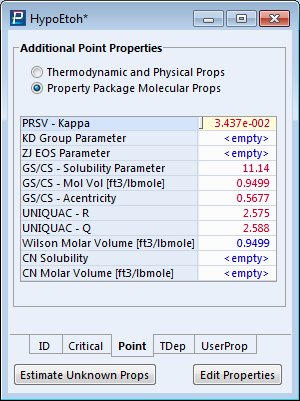 HypoEtoh*
Additional Point Properties
Thermodynamic and Physical Props
Property Package Molecular Props
PRSV - Kappa 3.437e-002
KD Group Parameter <empty>
ZJ EOS Parameter <empty>
GS/CS - Solubility Parameter 11.14
GS/CS - Mol Vol [ft3/lbmole] 0.9499
GS/CS - Acentricity 0.5677
UNIQUAC - R 2.575
UNIQUAC - Q 2.588
Wilson Molar Volume [ft3/lbmole] 0.9499
CN Solubility <empty>
CN Molar Volume [ft3/lbmole] <empty>
ID Critical Point TDep UserProp
Estimate Unknown Props Edit Properties